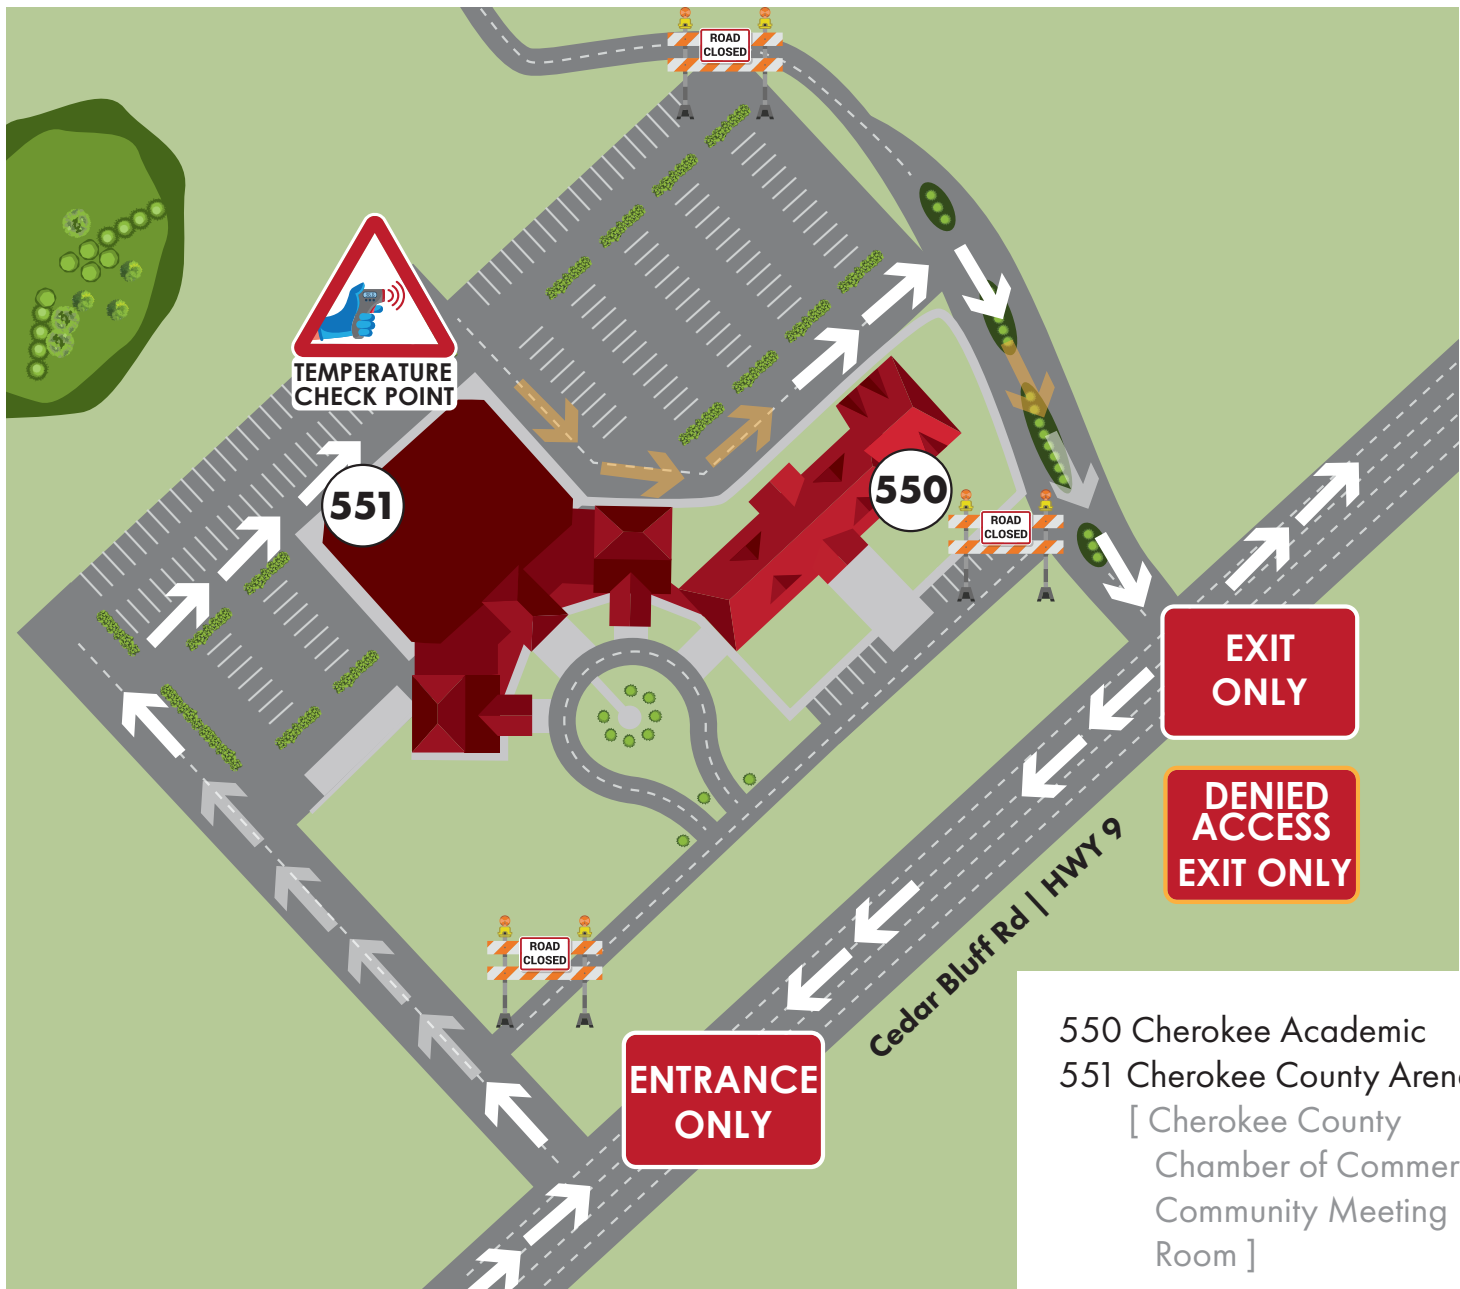 ROAD
CLOSED
TEMPERATURE
CHECK POINT
551
550
ROAD
CLOSED
EXIT
ONLY
DENIED
ACCESS
EXIT ONLY
Cedar Bluff Rd | HWY 9
ROAD
CLOSED
ENTRANCE
ONLY
550 Cherokee Academic
551 Cherokee County Aren
[ Cherokee County
Chamber of Commer
Community Meeting
Room ]